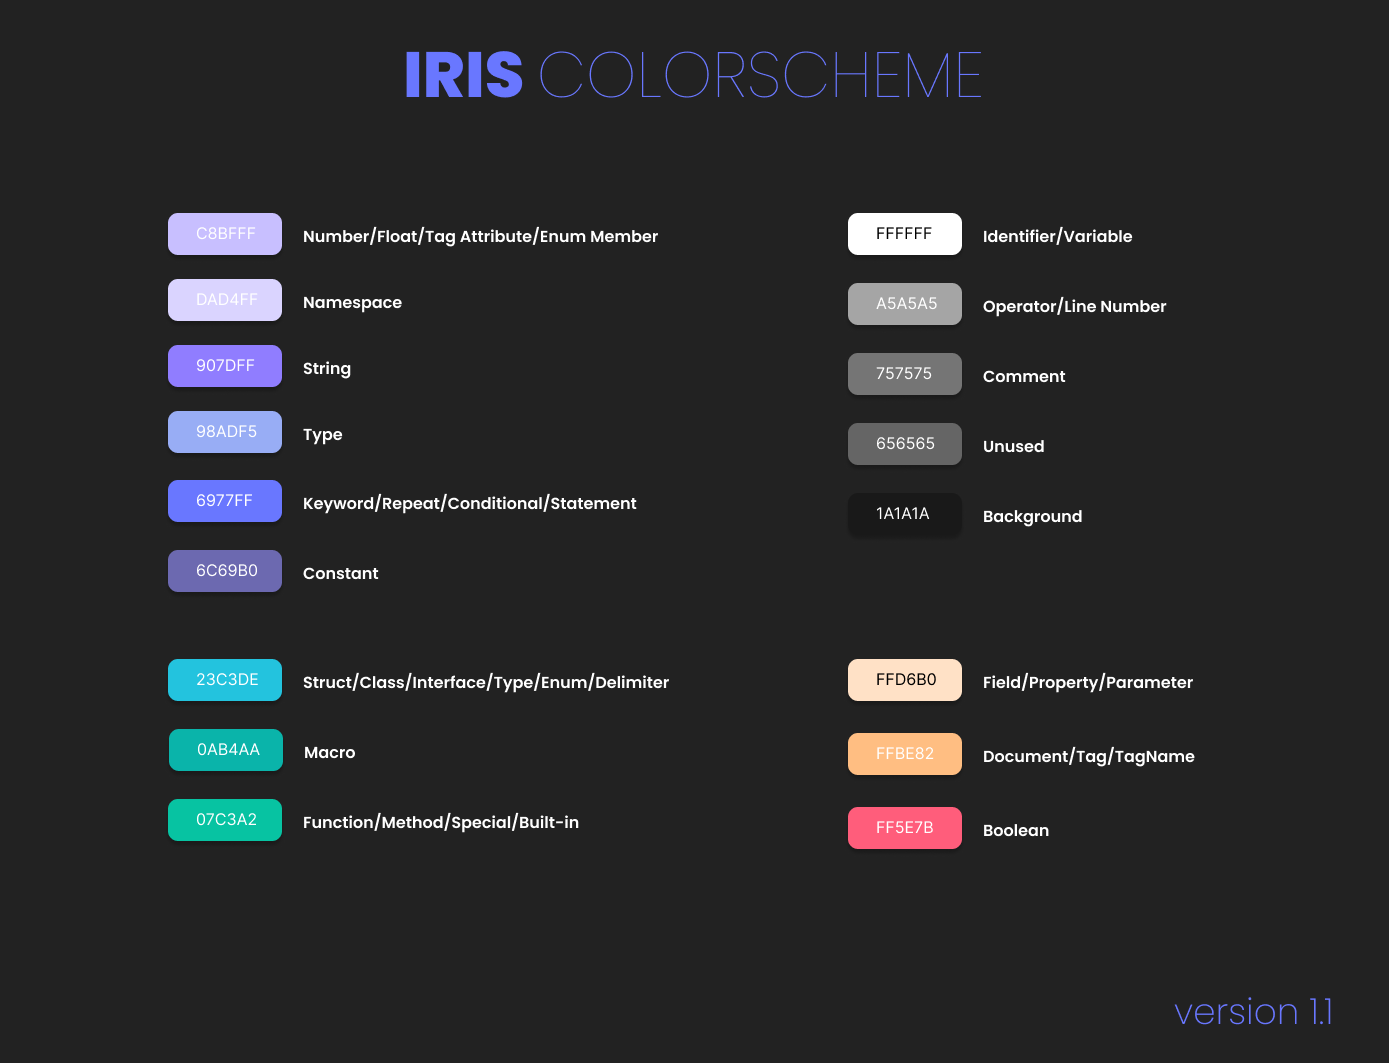 IRIS COLORSCHEME
C8BFFF Number/Float/Tag Attribute/Enum Member
DAD4FF Namespace
907DFF String
98ADF5 Type
6977FF Keyword/Repeat/Conditional/Statement
6C69B0 Constant
FFFFFF Identifier/Variable
A5A5A5 Operator/Line Number
757575 Comment
656565 Unused
1A1A1A Background
23C3DE Struct/Class/Interface/Type/Enum/Delimiter
0AB4AA Macro
07C3A2 Function/Method/Special/Built-in
FFD6B0 Field/Property/Parameter
FFBE82 Document/Tag/TagName
FF5E7B Boolean
version 1.1